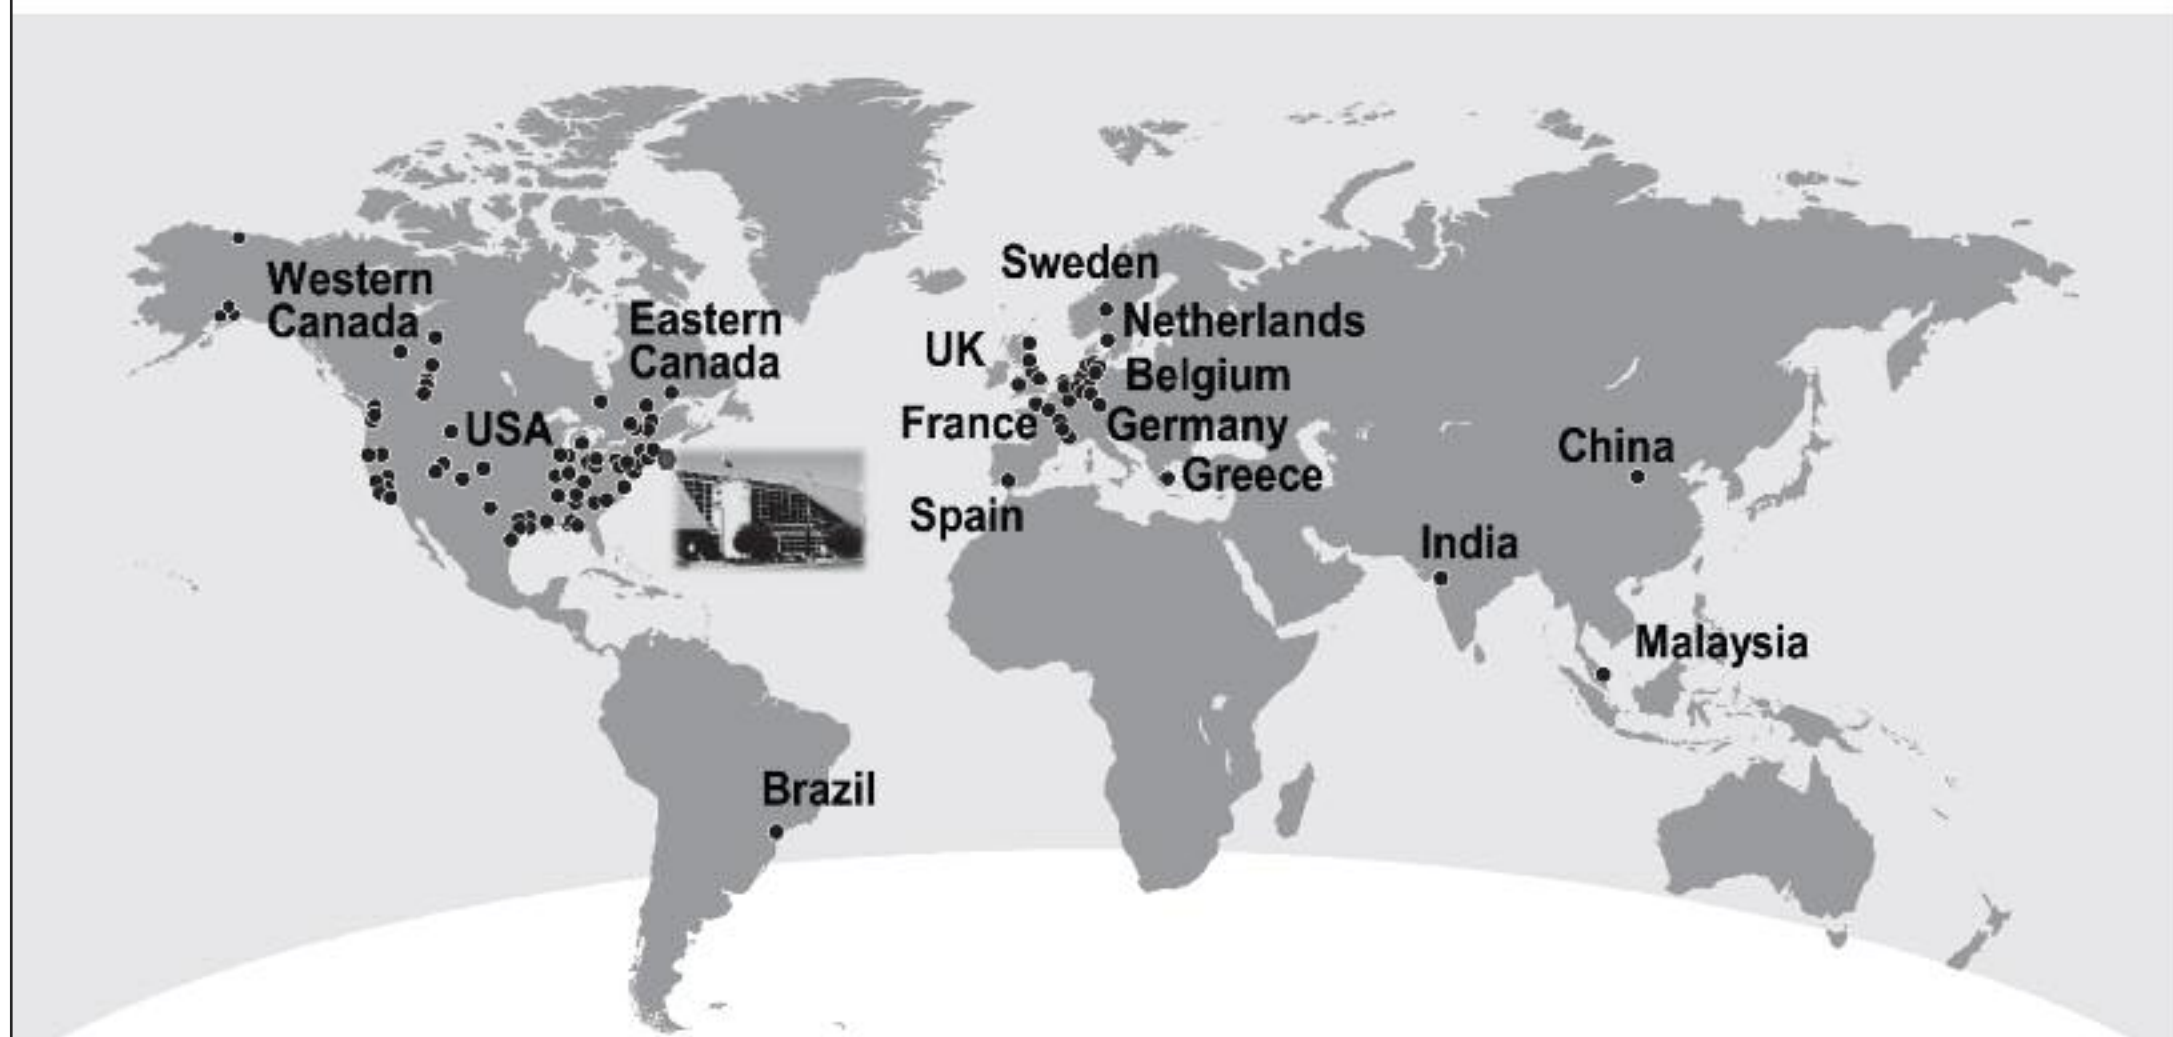 Western
Canada
Eastern
Canada
USA
Sweden
Netherlands
UK
Belgium
France
Germany
Greece
Spain
China
India
Malaysia
Brazil